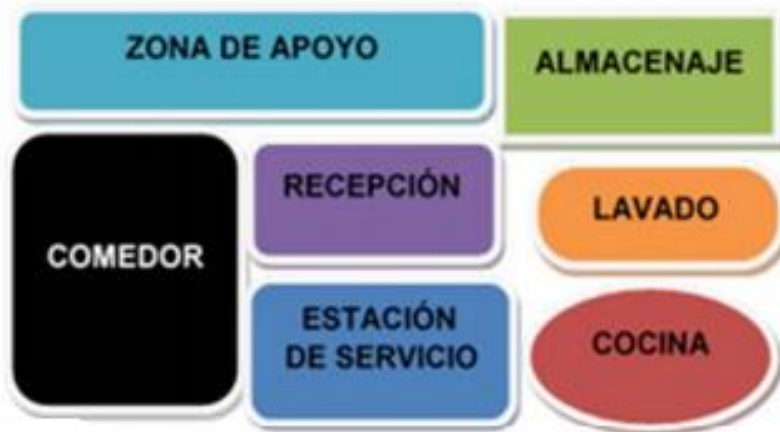 ZONA DE APOYO
ALMACENAJE
COMEDOR
RECEPCIÓN
LAVADO
ESTACIÓN
DE SERVICIO
COCINA